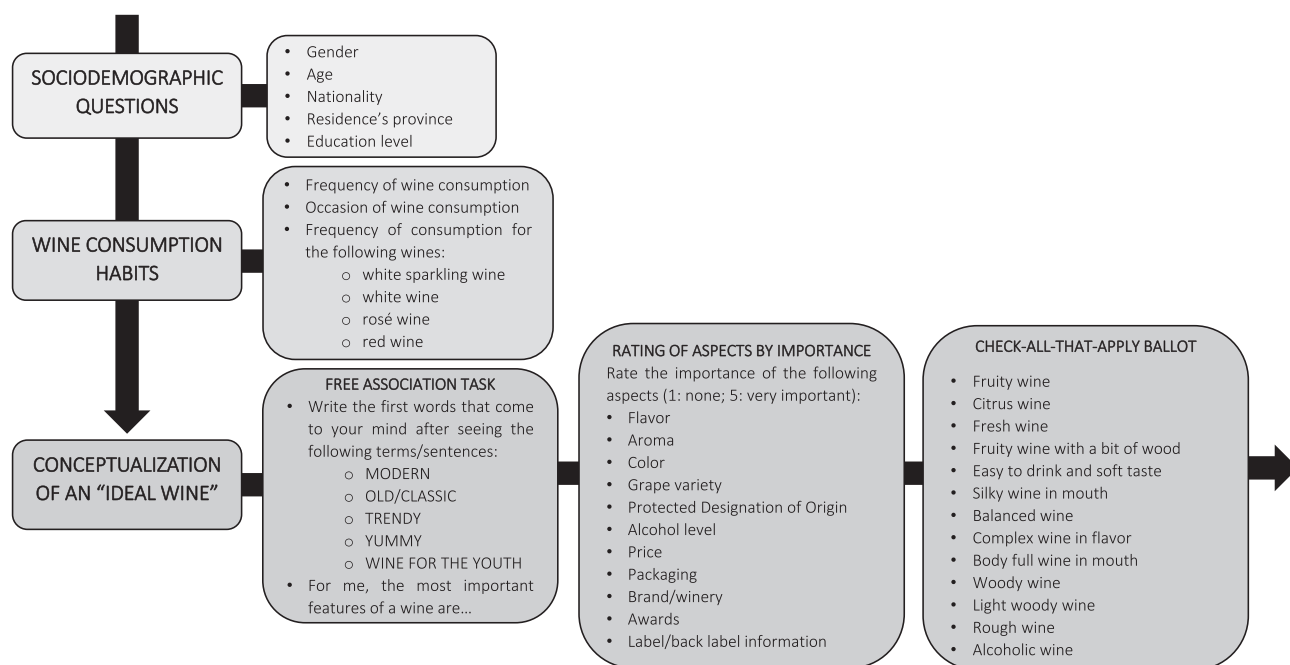 SOCIODEMOGRAPHIC
QUESTIONS
• Gender
• Age
• Nationality
• Residence's province
• Education level
WINE CONSUMPTION
HABITS
• Frequency of wine consumption
• Occasion of wine consumption
• Frequency of consumption for
the following wines:
o white sparkling wine
o white wine
o rosé wine
o red wine
CONCEPTUALIZATION
OF AN “IDEAL WINE”
FREE ASSOCIATION TASK
• Write the first words that come
to your mind after seeing the
following terms/sentences:
o MODERN
o OLD/CLASSIC
o TRENDY
o YUMMY
o WINE FOR THE YOUTH
• For me, the most important
features of a wine are…
RATING OF ASPECTS BY IMPORTANCE
Rate the importance of the following
aspects (1: none; 5: very important):
• Flavor
• Aroma
• Color
• Grape variety
• Protected Designation of Origin
• Alcohol level
• Price
• Packaging
• Brand/winery
• Awards
• Label/back label information
CHECK-ALL-THAT-APPLY BALLOT
• Fruity wine
• Citrus wine
• Fresh wine
• Fruity wine with a bit of wood
• Easy to drink and soft taste
• Silky wine in mouth
• Balanced wine
• Complex wine in flavor
• Body full wine in mouth
• Woody wine
• Light woody wine
• Rough wine
• Alcoholic wine